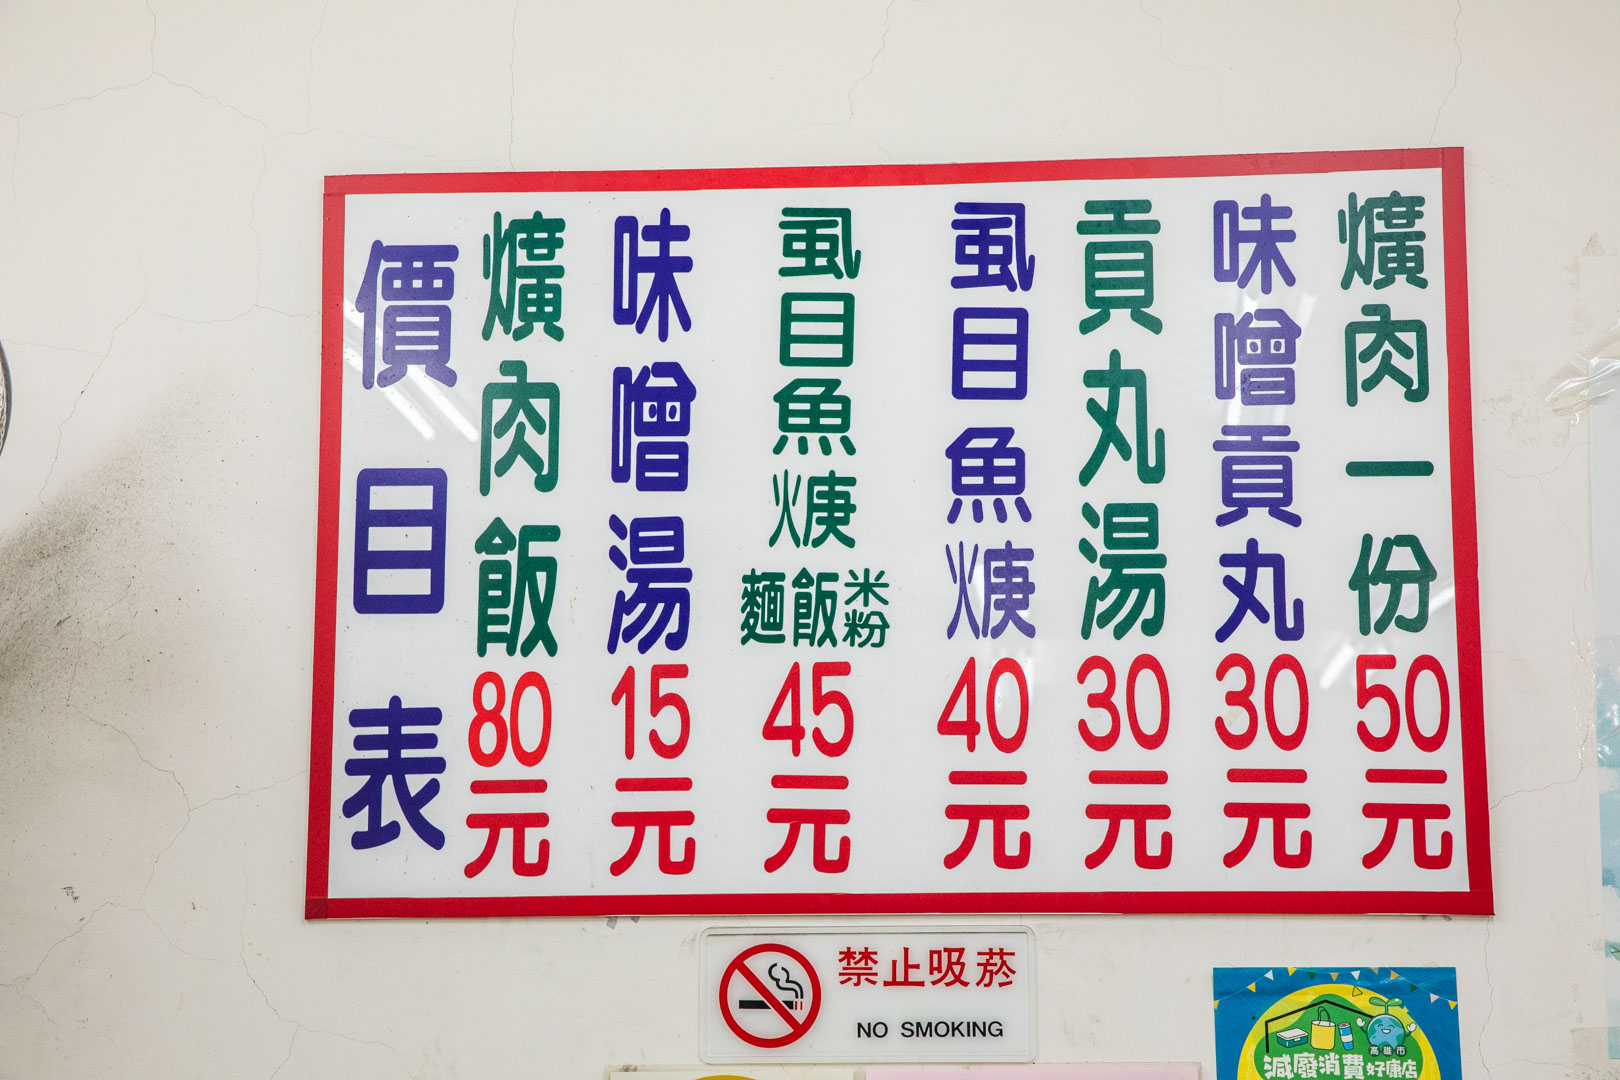 價目表
爌肉飯80元
味噌湯15元
虱目魚焿麵飯米粉45元
虱目魚焿40元
貢丸湯30元
味噌貢丸30元
爌肉一份50元
禁止吸菸
NO SMOKING
高雄市
減廢消費好康店